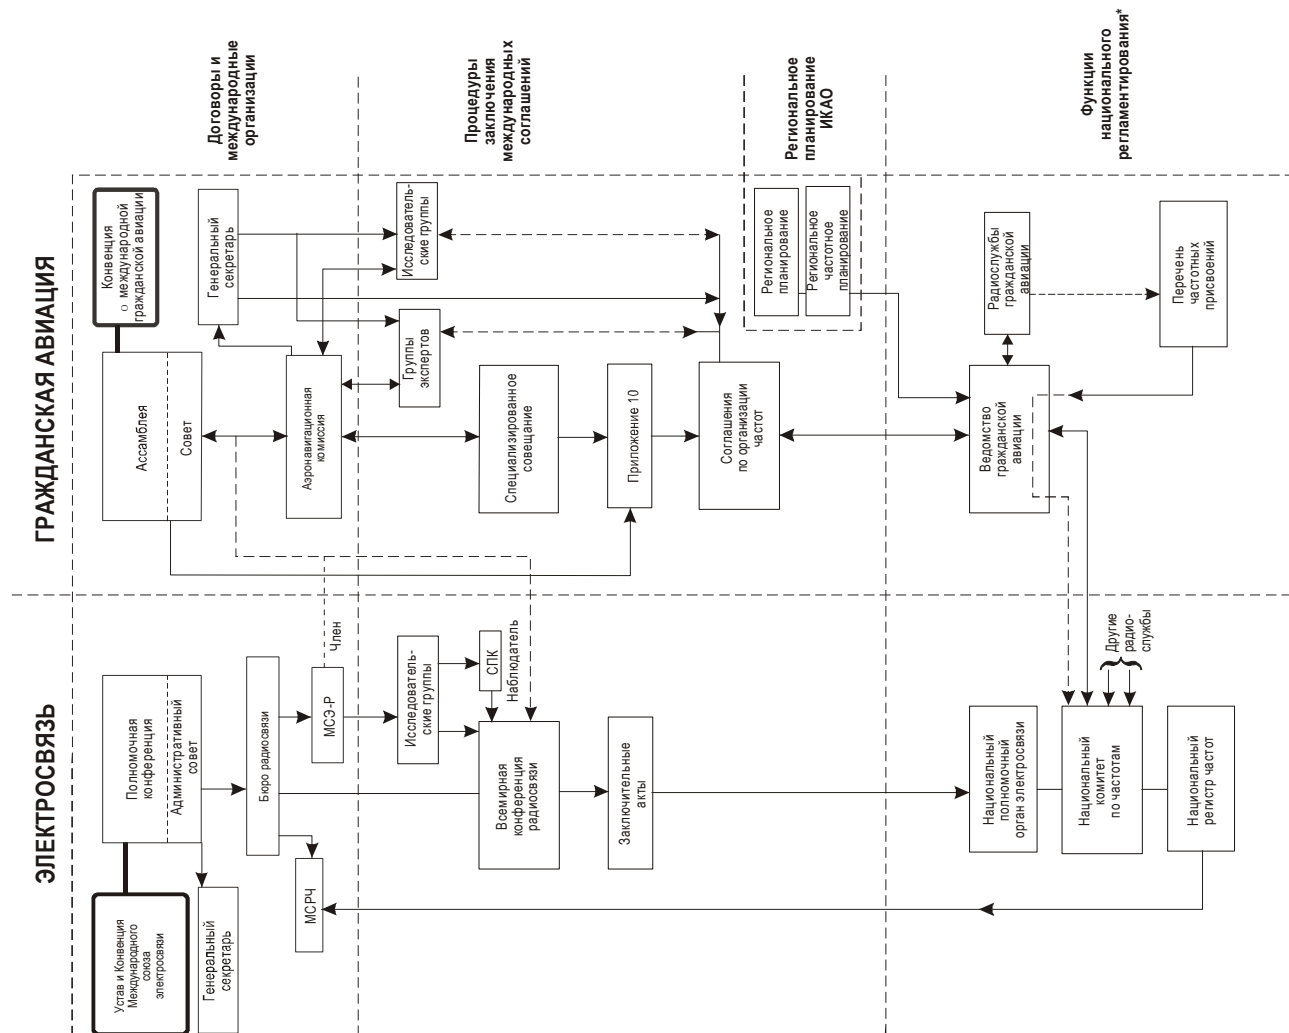 ЭЛЕКТРОСВЯЗЬ
ГРАЖДАНСКАЯ АВИАЦИЯ
Устав и Конвенция
Международного
союза
электросвязи
Полномочная
конференция
Административный
совет
Генеральный
секретарь
Бюро радиосвязи
МСРЧ
МСЭ-Р
Член
Конвенция
о международной
гражданской авиации
Ассамблея
Совет
Генеральный
секретарь
Аэронавигационная
комиссия
Договоры и
международные
организации
Исследователь-
ские группы
СПК
Наблюдатель
Всемирная
конференция
радиосвязи
Заключительные
акты
Исследователь-
ские группы
Группы
экспертов
Специализированное
совещание
Приложение 10
Соглашения
по организации
частот
Процедуры
заключения
международных
соглашений
Региональное
планирование
Региональное
частотное
планирование
Региональное
планирование
ИКАО
Национальный
полномочный
орган электросвязи
Национальный
комитет
по частотам
Национальный
регистр частот
Другие
радио-
службы
Ведомство
гражданской
авиации
Радиослужбы
гражданской
авиации
Перечень
частотных
присвоений
Функции
национального
регламентирования*